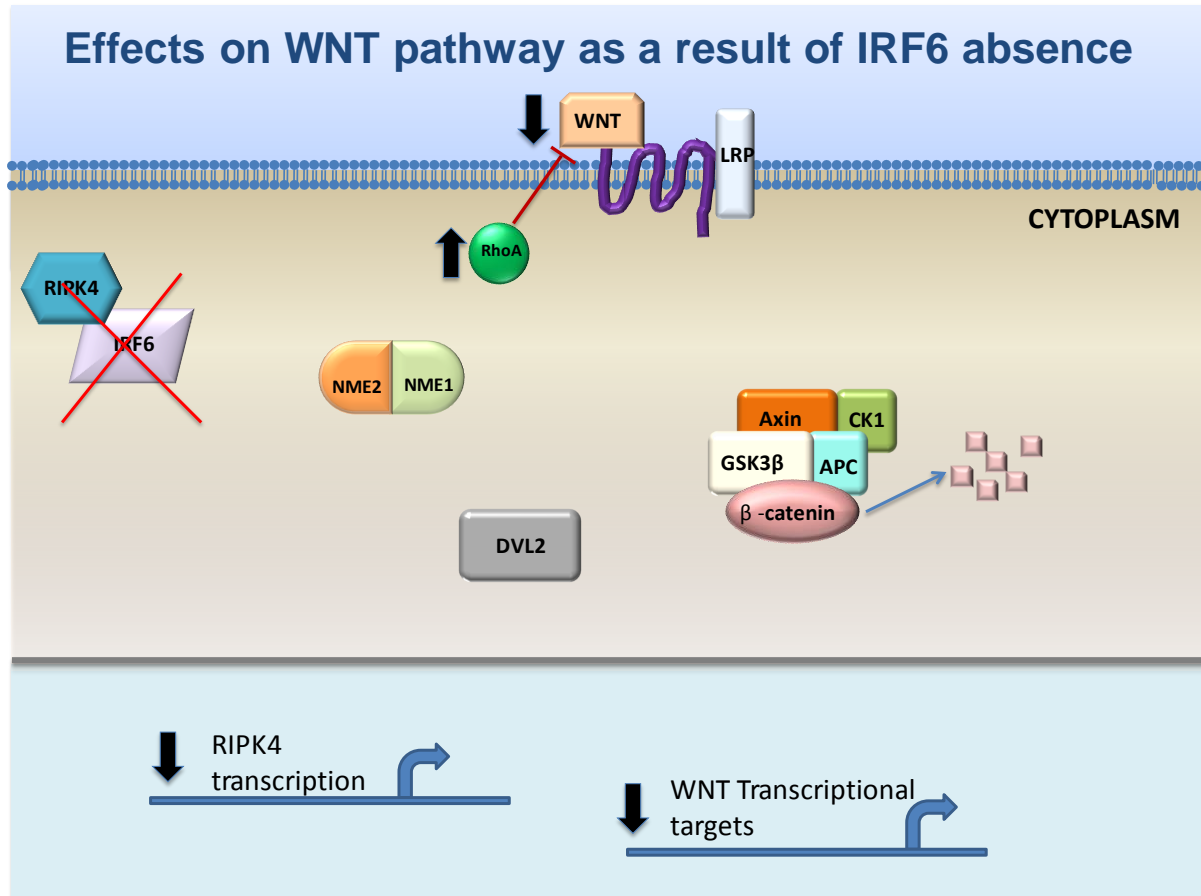 Effects on WNT pathway as a result of IRF6 absence
WNT
LRP
CYTOPLASM
RhoA
RIPK4
IRF6
NME2
NME1
Axin
CK1
GSK3β
APC
β -catenin
DVL2
RIPK4
transcription
WNT Transcriptional
targets